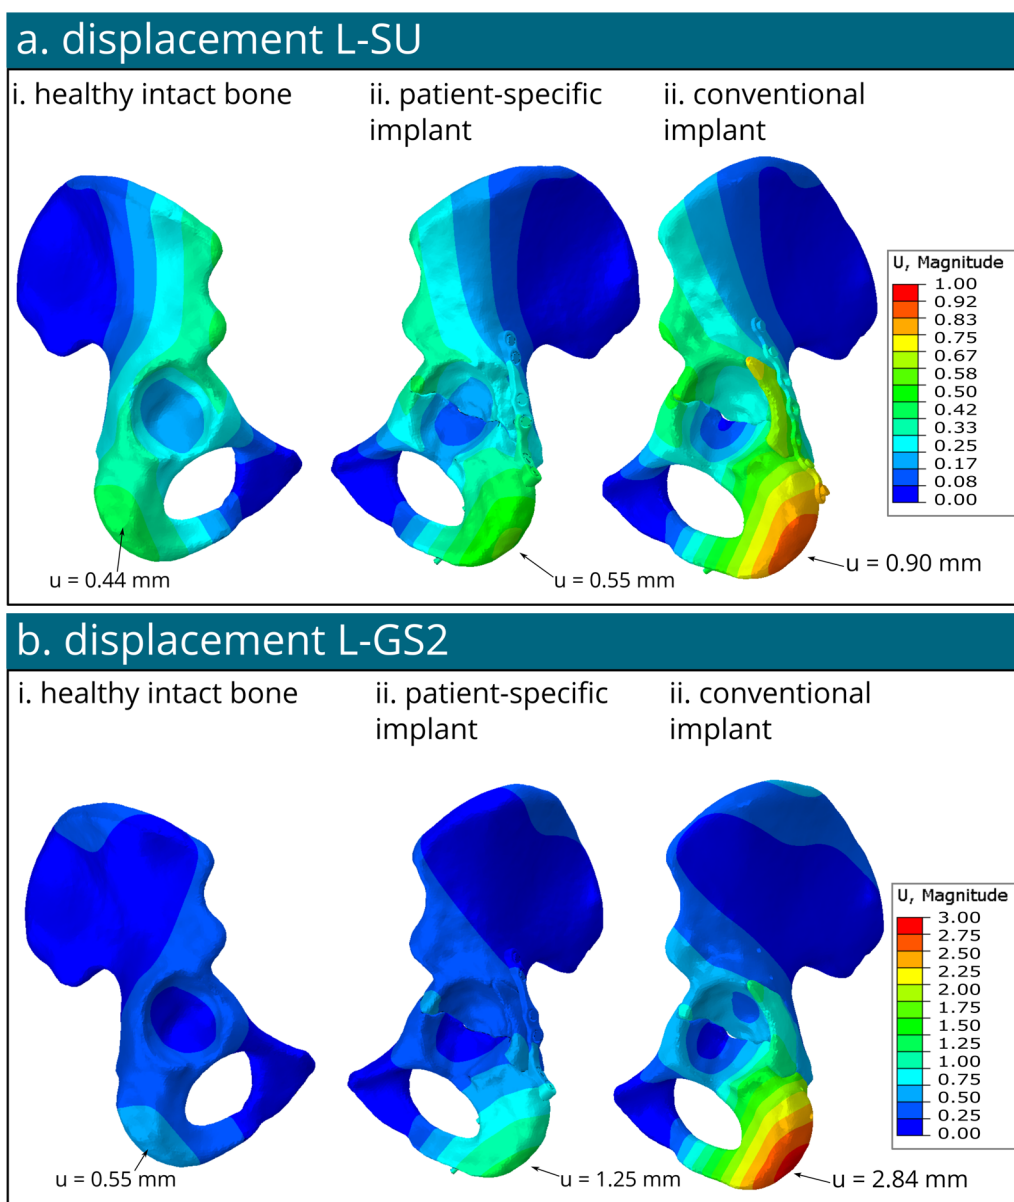 a. displacement L-SU
i. healthy intact bone
ii. patient-specific
implant
ii. conventional
implant
U, Magnitude
1.00
0.92
0.83
0.75
0.67
0.58
0.50
0.42
0.33
0.25
0.17
0.08
0.00
u = 0.44 mm
u = 0.55 mm
u = 0.90 mm
b. displacement L-GS2
i. healthy intact bone
ii. patient-specific
implant
ii. conventional
implant
U, Magnitude
3.00
2.75
2.50
2.25
2.00
1.75
1.50
1.25
1.00
0.75
0.50
0.25
0.00
u = 0.55 mm
u = 1.25 mm
u = 2.84 mm